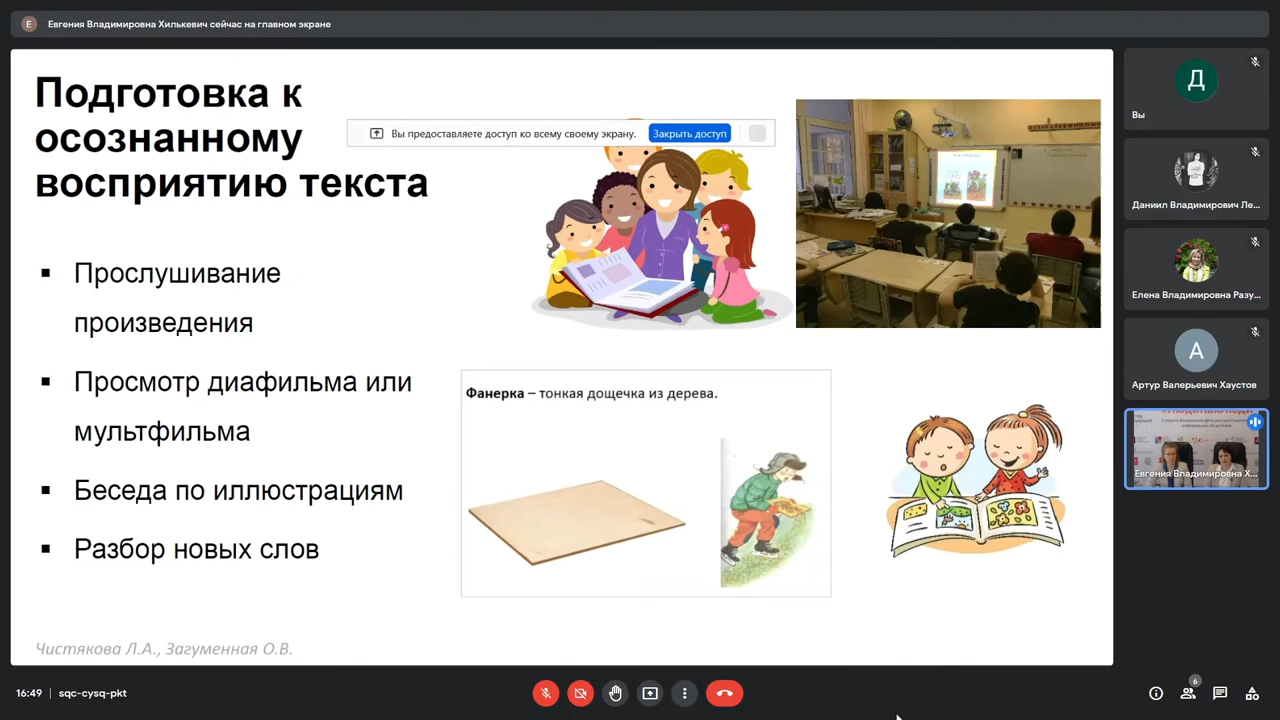 Е
Евгения Владимировна Хилькевич сейчас на главном экране
Подготовка к
осознанному
восприятию текста
Вы предоставляете доступ ко всему своему экрану.
Закрыть доступ
▪ Прослушивание
произведения
▪ Просмотр диафильма или
мультфильма
▪ Беседа по иллюстрациям
▪ Разбор новых слов
Фанерка – тонкая дощечка из дерева.
Чистякова Л.А., Загуменная О.В.
Д
Вы
Даниил Владимирович Ле...
Елена Владимировна Разу...
А
Артур Валерьевич Хаустов
Евгения Владимировна Х...
16:49 | sqc-cysq-pkt
6